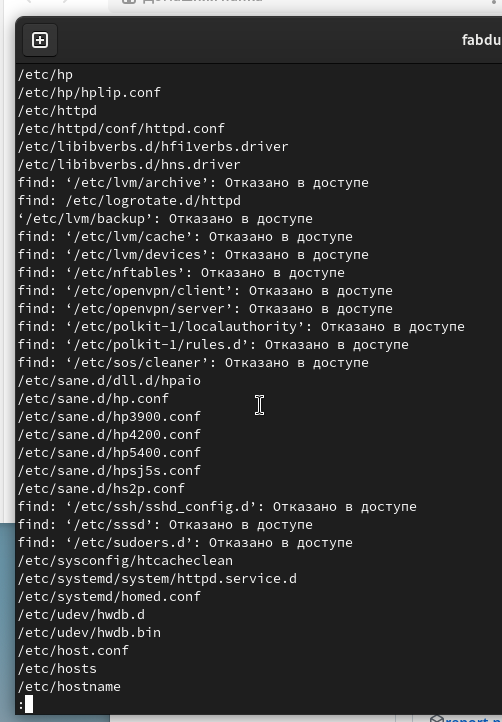 fabdu
/etc/hp
/etc/hp/hplip.conf
/etc/httpd
/etc/httpd/conf/httpd.conf
/etc/libibverbs.d/hfi1verbs.driver
/etc/libibverbs.d/hns.driver
find: ‘/etc/lvm/archive’: Отказано в доступе
find: /etc/logrotate.d/httpd
‘/etc/lvm/backup’: Отказано в доступе
find: ‘/etc/lvm/cache’: Отказано в доступе
find: ‘/etc/lvm/devices’: Отказано в доступе
find: ‘/etc/nftables’: Отказано в доступе
find: ‘/etc/openvpn/client’: Отказано в доступе
find: ‘/etc/openvpn/server’: Отказано в доступе
find: ‘/etc/polkit-1/localauthority’: Отказано в доступе
find: ‘/etc/polkit-1/rules.d’: Отказано в доступе
find: ‘/etc/sos/cleaner’: Отказано в доступе
/etc/sane.d/dll.d/hpaio
/etc/sane.d/hp.conf
/etc/sane.d/hp3900.conf
/etc/sane.d/hp4200.conf
/etc/sane.d/hp5400.conf
/etc/sane.d/hpsj5s.conf
/etc/sane.d/hs2p.conf
find: ‘/etc/ssh/sshd_config.d’: Отказано в доступе
find: ‘/etc/sssd’: Отказано в доступе
find: ‘/etc/sudoers.d’: Отказано в доступе
/etc/sysconfig/htcacheclean
/etc/systemd/system/httpd.service.d
/etc/systemd/homed.conf
/etc/udev/hwdb.d
/etc/udev/hwdb.bin
/etc/host.conf
/etc/hosts
/etc/hostname
: